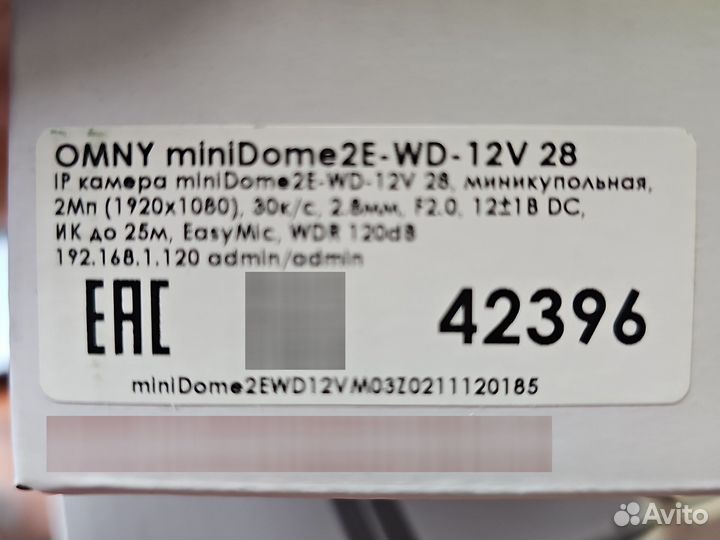 OMNY miniDome2E-WD-12V 28
IP камера miniDome2E-WD-12V 28, миникупольная,
2Мп (1920x1080), 30к/с, 2.8мм, F2.0, 12±1В DC,
ИК до 25м, EasyMic, WDR 120dB
192.168.1.120 admin/admin
EAC
42396
miniDome2EWD12VM03Z0211120185
Avito